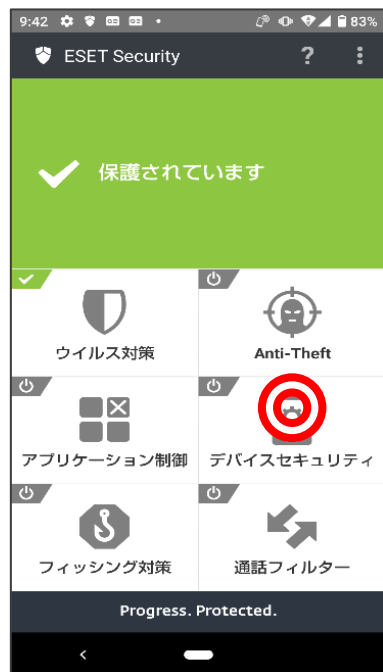 9:42
83%
ESET Security
?
保護されています
ウイルス対策
Anti-Theft
アプリケーション制御
デバイスセキュリティ
フィッシング対策
通話フィルター
Progress. Protected.